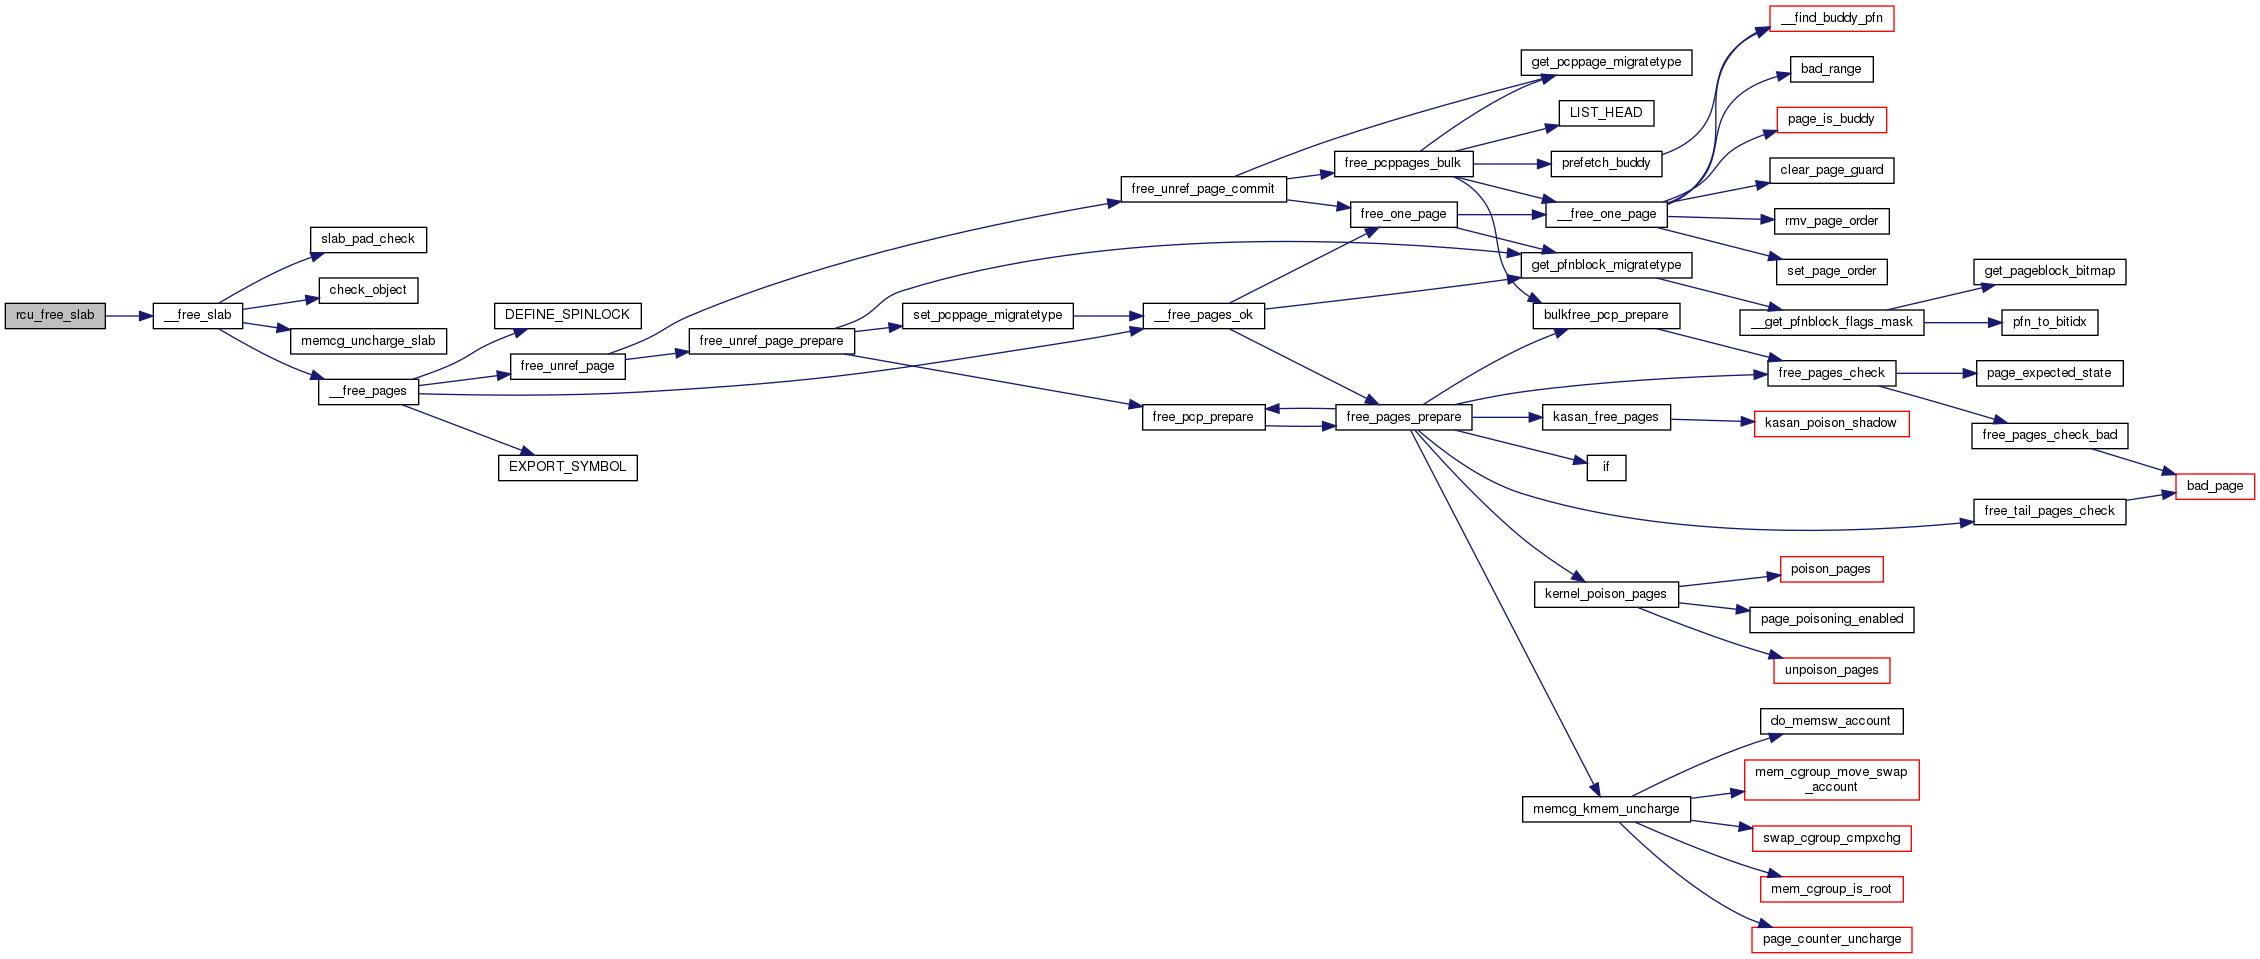 rcu_free_slab
__free_slab
slab_pad_check
check_object
memcg_uncharge_slab
__free_pages
DEFINE_SPINLOCK
free_unref_page
EXPORT_SYMBOL
free_unref_page_prepare
set_pcppage_migratetype
free_unref_page_commit
__free_pages_ok
free_pcp_prepare
free_pcppages_bulk
free_one_page
free_pages_prepare
get_pcppage_migratetype
LIST_HEAD
prefetch_buddy
__free_one_page
get_pfnblock_migratetype
bulkfree_pcp_prepare
kasan_free_pages
if
kernel_poison_pages
memcg_kmem_uncharge
__find_buddy_pfn
bad_range
page_is_buddy
clear_page_guard
rmv_page_order
set_page_order
__get_pfnblock_flags_mask
free_pages_check
kasan_poison_shadow
poison_pages
page_poisoning_enabled
unpoison_pages
do_memsw_account
mem_cgroup_move_swap
_account
swap_cgroup_cmpxchg
mem_cgroup_is_root
page_counter_uncharge
get_pageblock_bitmap
pfn_to_bitidx
page_expected_state
free_pages_check_bad
free_tail_pages_check
bad_page